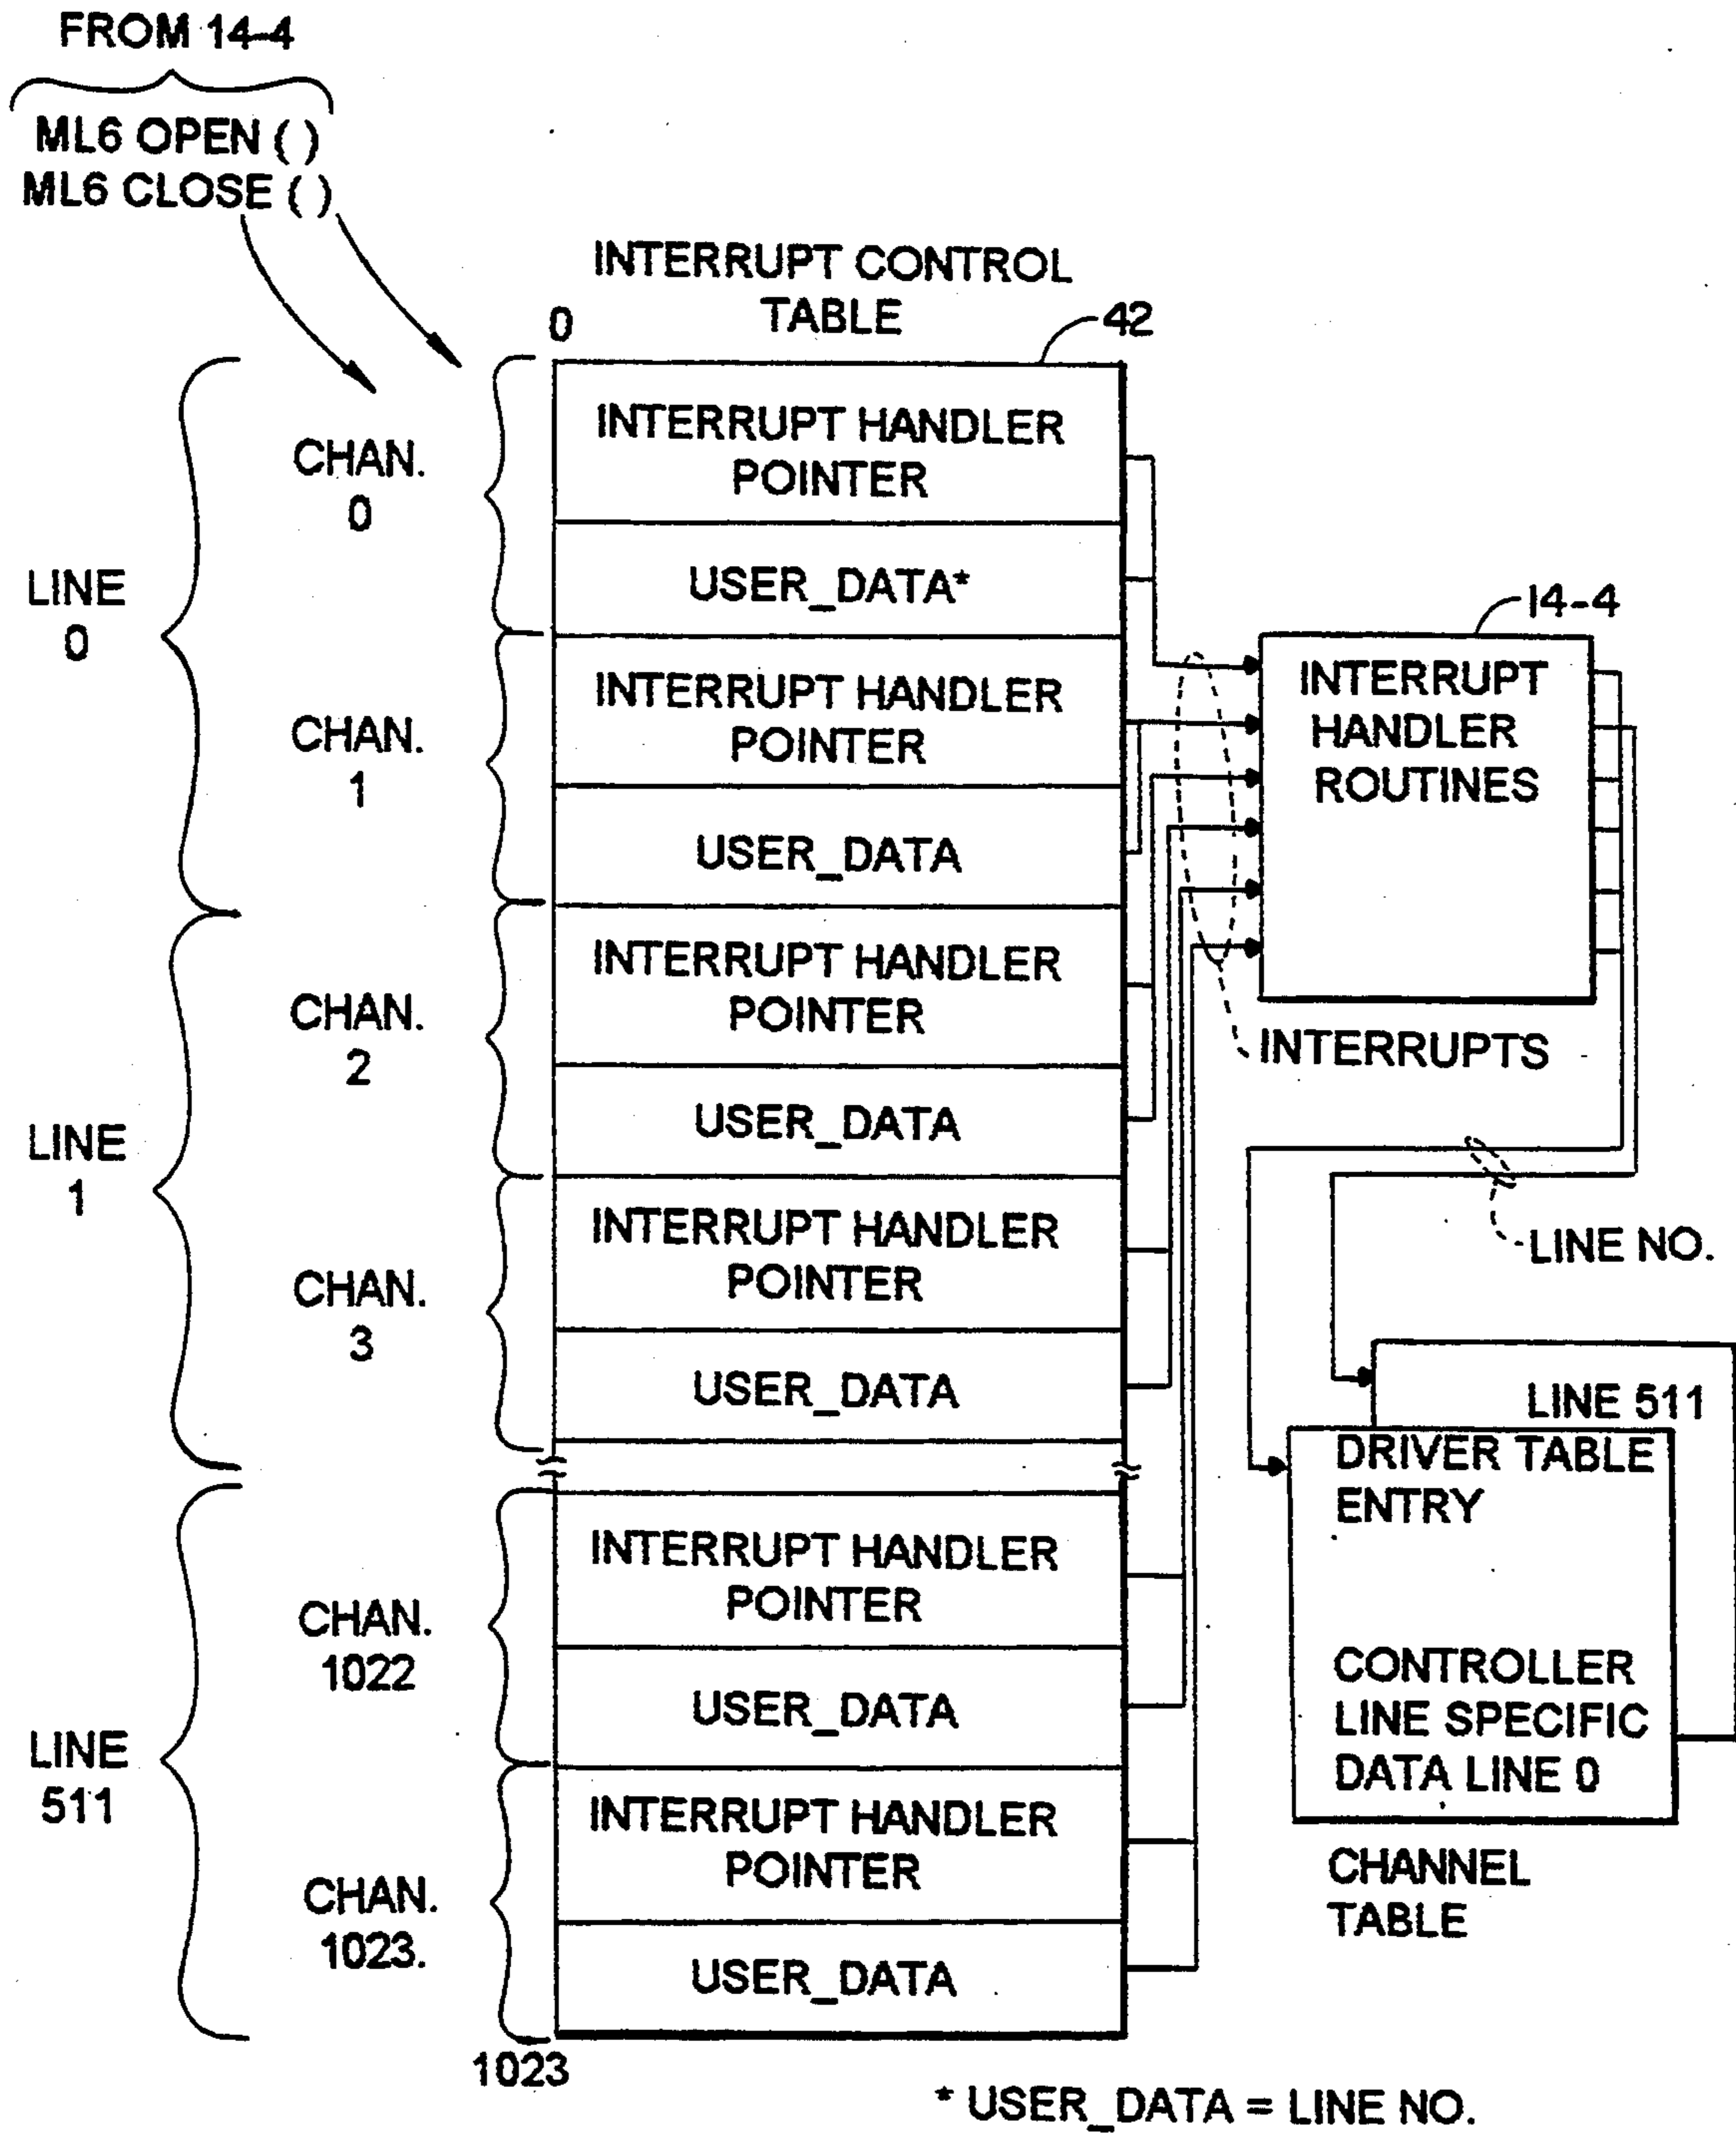 FROM 14-4
ML6 OPEN ( )
ML6 CLOSE ( )
INTERRUPT CONTROL
TABLE
0
42
INTERRUPT HANDLER
POINTER
CHAN.
0
USER_DATA*
LINE
0
INTERRUPT HANDLER
POINTER
CHAN.
1
USER_DATA
14-4
INTERRUPT
HANDLER
ROUTINES
INTERRUPTS
INTERRUPT HANDLER
POINTER
CHAN.
2
USER_DATA
LINE
1
INTERRUPT HANDLER
POINTER
CHAN.
3
USER_DATA
LINE NO.
LINE 511
DRIVER TABLE
ENTRY
CONTROLLER
LINE SPECIFIC
DATA LINE 0
CHANNEL
TABLE
INTERRUPT HANDLER
POINTER
CHAN.
1022
USER_DATA
LINE
511
INTERRUPT HANDLER
POINTER
CHAN.
1023.
USER_DATA
1023
* USER_DATA = LINE NO.